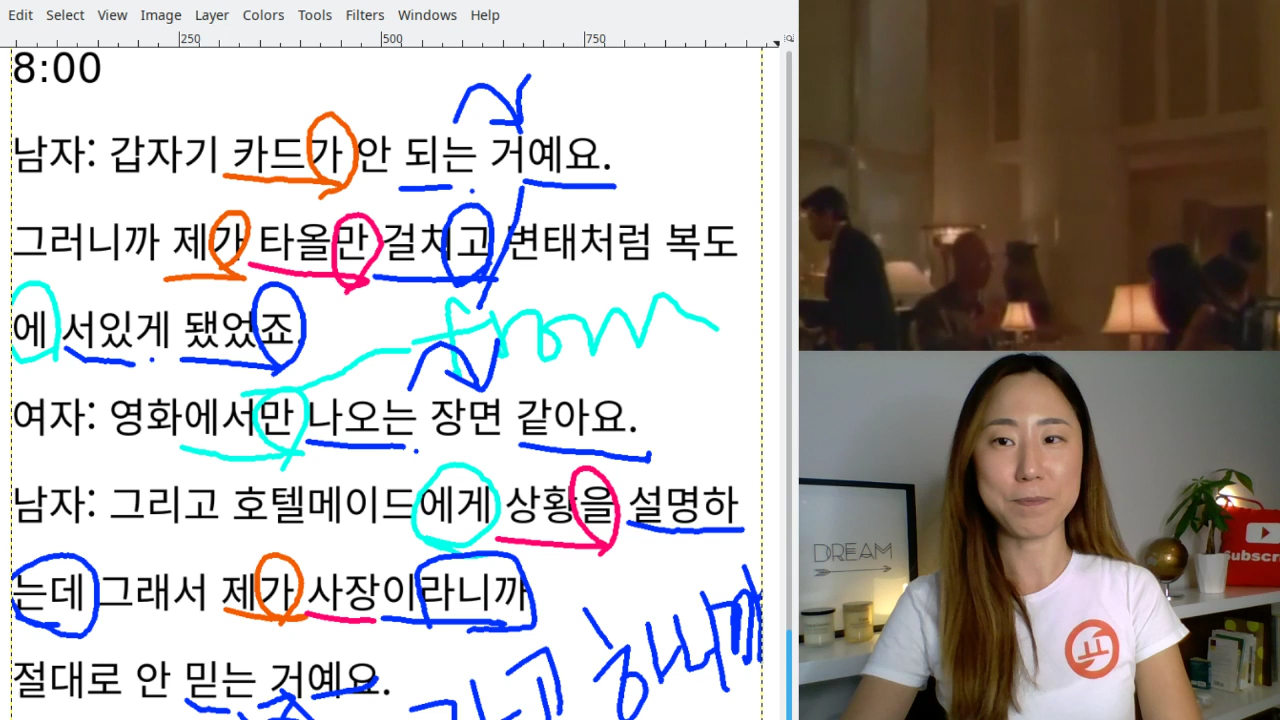 Edit Select View Image Layer Colors Tools Filters Windows Help
250 500 750
8:00
남자: 갑자기 카드가 안 되는 거예요.
그러니까 제가 타올만 걸치고 변태처럼 복도
에 서있게 됐었죠.
from
여자: 영화에서만 나오는 장면 같아요.
남자: 그리고 호텔메이드에게 상황을 설명하
는데 그래서 제가 사장이라니까
절대로 안 믿는 거예요.
라고 하니까
DREAM
Subscr